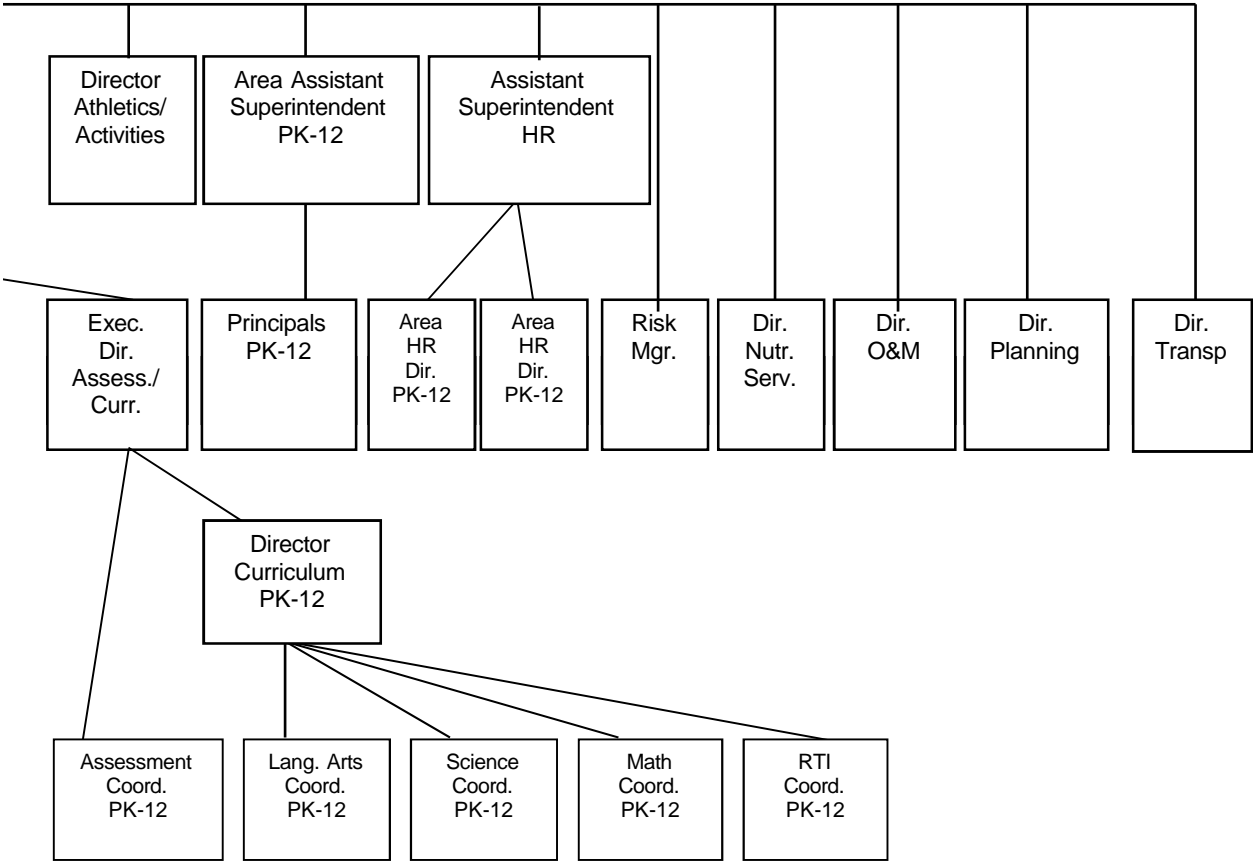 Director
Athletics/
Activities
Area Assistant
Superintendent
PK-12
Assistant
Superintendent
HR
Exec.
Dir.
Assess./
Curr.
Principals
PK-12
Area
HR
Dir.
PK-12
Area
HR
Dir.
PK-12
Risk
Mgr.
Dir.
Nutr.
Serv.
Dir.
O&M
Dir.
Planning
Dir.
Transp
Director
Curriculum
PK-12
Assessment
Coord.
PK-12
Lang. Arts
Coord.
PK-12
Science
Coord.
PK-12
Math
Coord.
PK-12
RTI
Coord.
PK-12